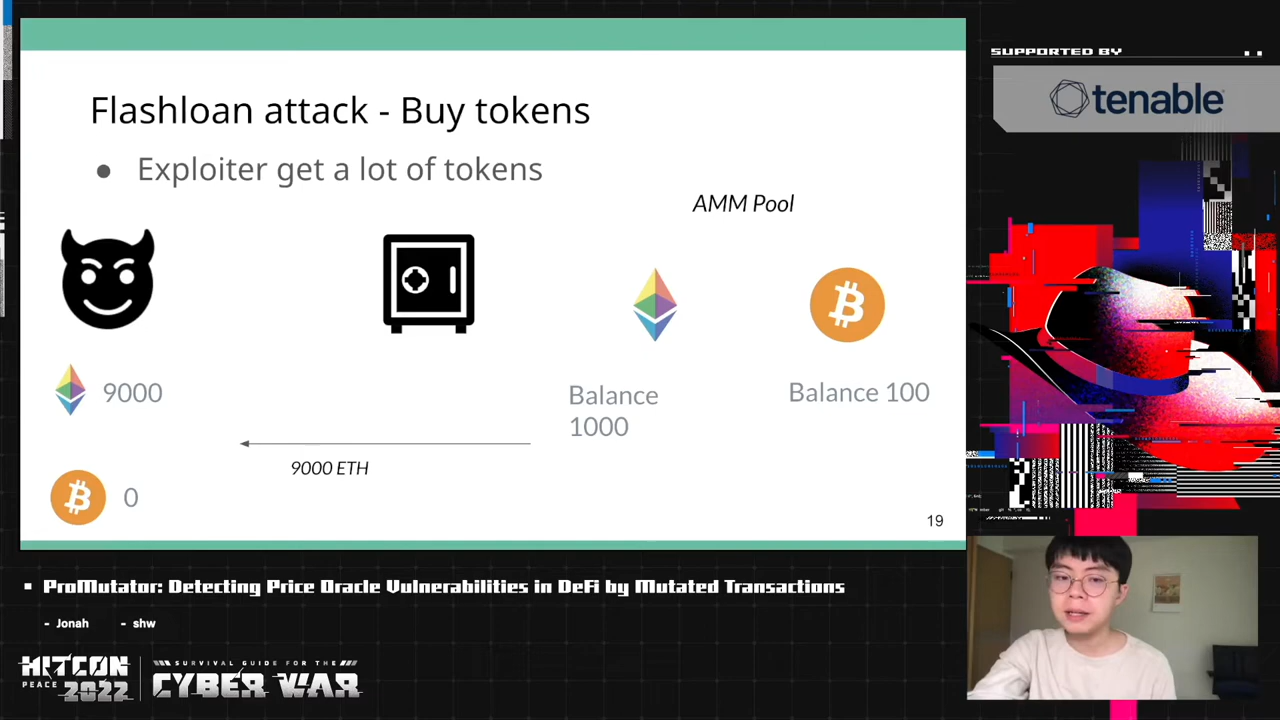 SUPPORTED BY
tenable
Flashloan attack - Buy tokens
● Exploiter get a lot of tokens
AMM Pool
9000
Balance
1000
Balance 100
9000 ETH
0
19
ProMutator: Detecting Price Oracle Vulnerabilities in DeFi by Mutated Transactions
- Jonah - shw
HITCON
PEACE 2022
SURVIVAL GUIDE FOR THE
CYBER WAR